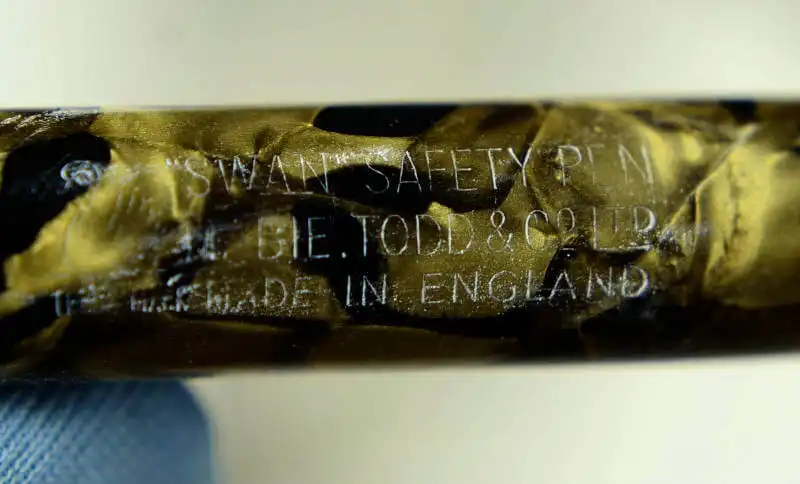 "SWAN" SAFETY PEN
BIE. TODD & Co. LTD.
MADE IN ENGLAND